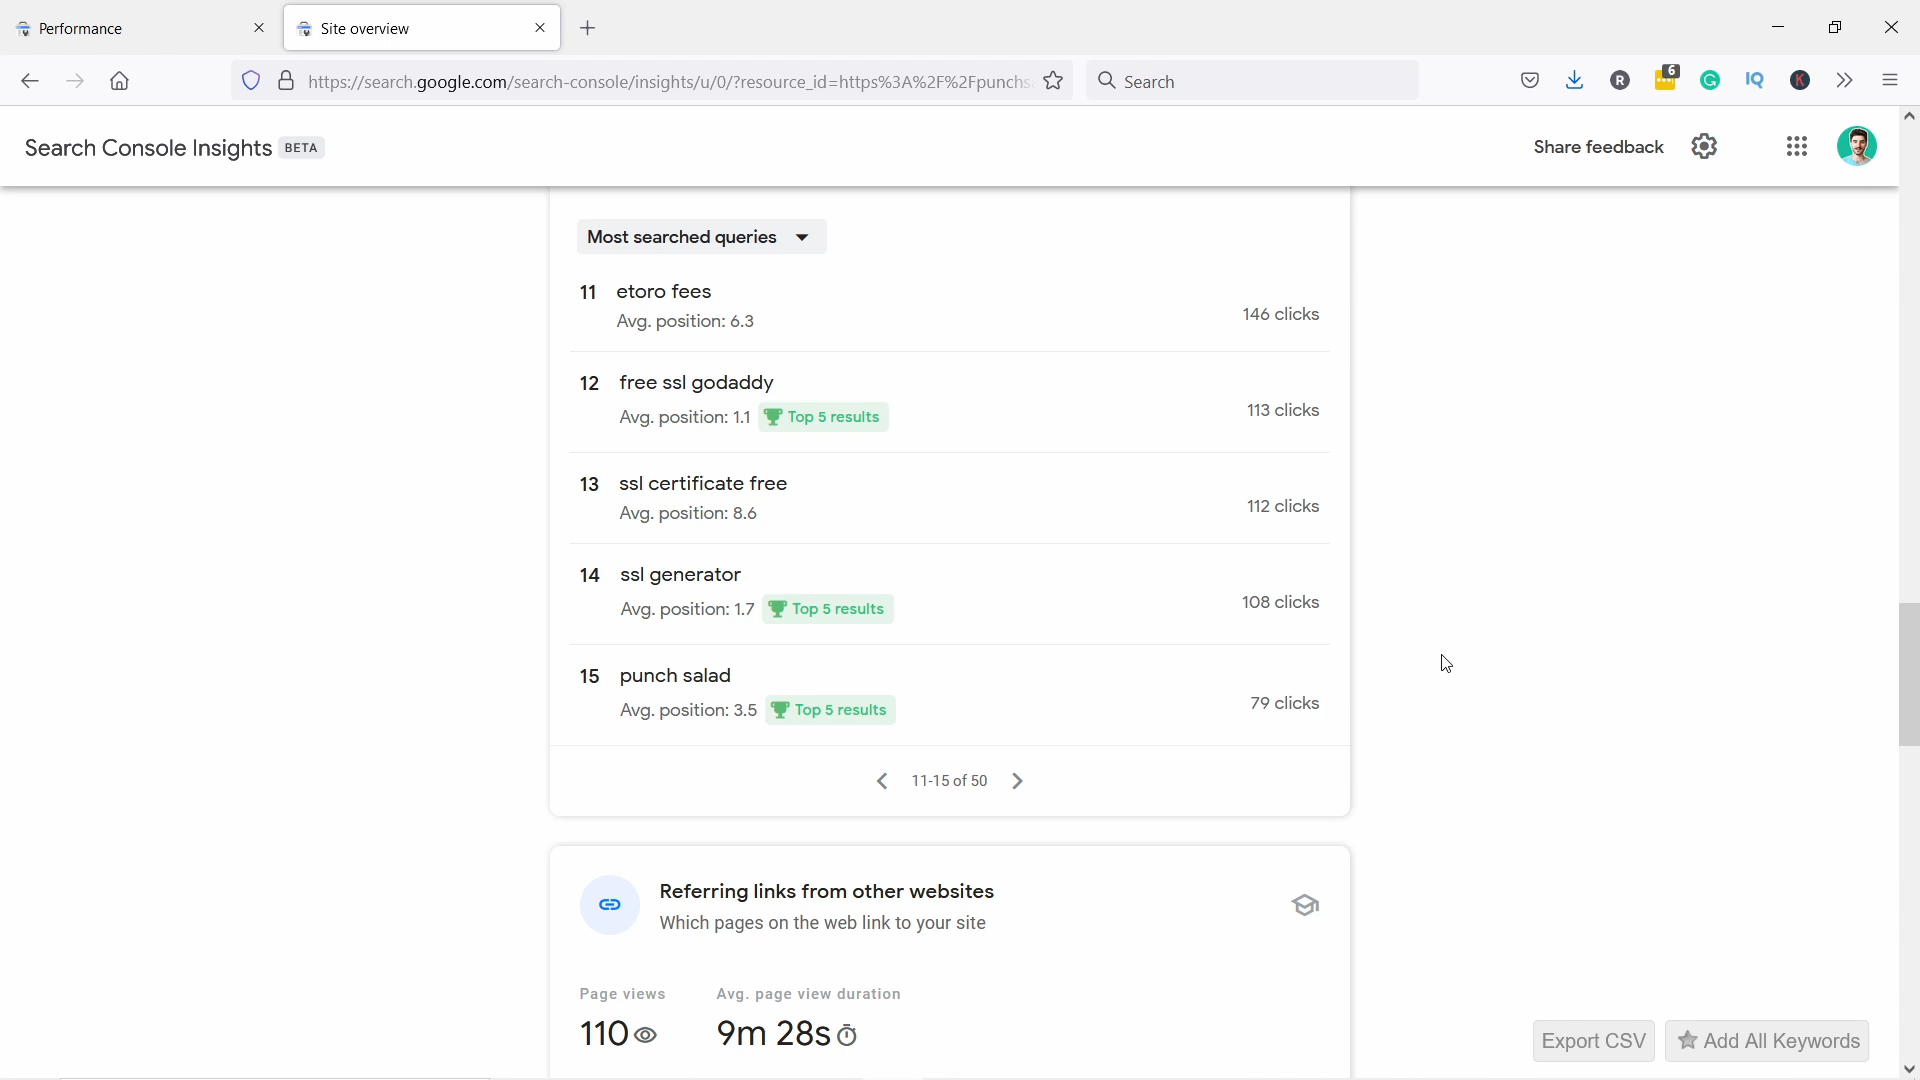 Performance
Site overview
https://search.google.com/search-console/insights/u/0/?resource_id=https%3A%2F%2Fpunchs
Search
R
6
IQ
K
Search Console Insights BETA
Share feedback
Most searched queries
11 etoro fees
Avg. position: 6.3
146 clicks
12 free ssl godaddy
Avg. position: 1.1 Top 5 results
113 clicks
13 ssl certificate free
Avg. position: 8.6
112 clicks
14 ssl generator
Avg. position: 1.7 Top 5 results
108 clicks
15 punch salad
Avg. position: 3.5 Top 5 results
79 clicks
11-15 of 50
Referring links from other websites
Which pages on the web link to your site
Page views Avg. page view duration
110 9m 28s
Export CSV Add All Keywords